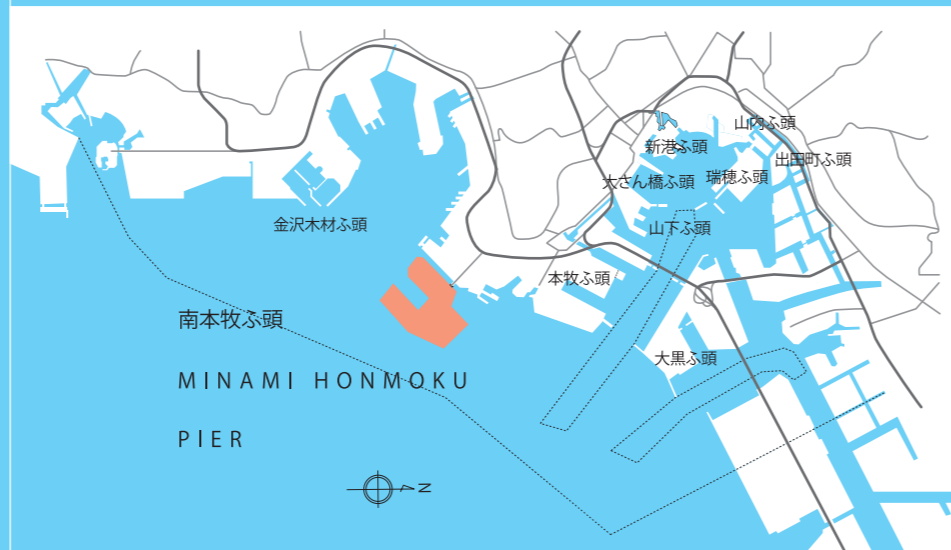 山内ふ頭
新港ふ頭
出田町ふ頭
大さん橋ふ頭
瑞穂ふ頭
金沢木材ふ頭
山下ふ頭
本牧ふ頭
南本牧ふ頭
大黒ふ頭
MINAMI HONMOKU
PIER
N